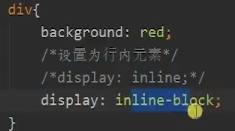 div{
background: red;
/*设置为行内元素*/
/*display: inline;*/
display: inline-block;
}